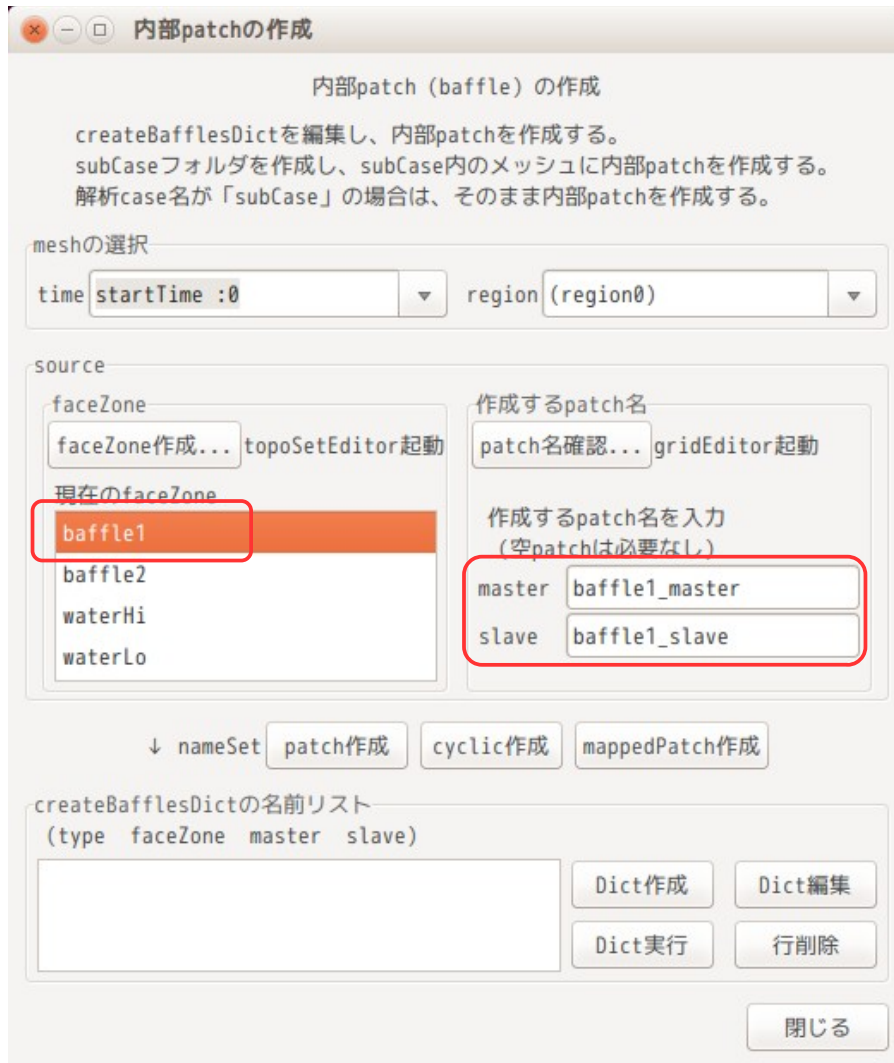 内部patchの作成
内部patch (baffle) の作成
createBafflesDictを編集し、内部patchを作成する。
subCaseフォルダを作成し、subCase内のメッシュに内部patchを作成する。
解析case名が「subCase」の場合は、そのまま内部patchを作成する。
meshの選択
time startTime :0 region (region0)
source
faceZone
faceZone作成... topoSetEditor起動
現在のfaceZone
baffle1
baffle2
waterHi
waterLo
作成するpatch名
patch名確認... gridEditor起動
作成するpatch名を入力
(空patchは必要なし)
master baffle1_master
slave baffle1_slave
↓ nameSet patch作成 cyclic作成 mappedPatch作成
createBafflesDictの名前リスト
(type faceZone master slave)
Dict作成 Dict編集
Dict実行 行削除
閉じる